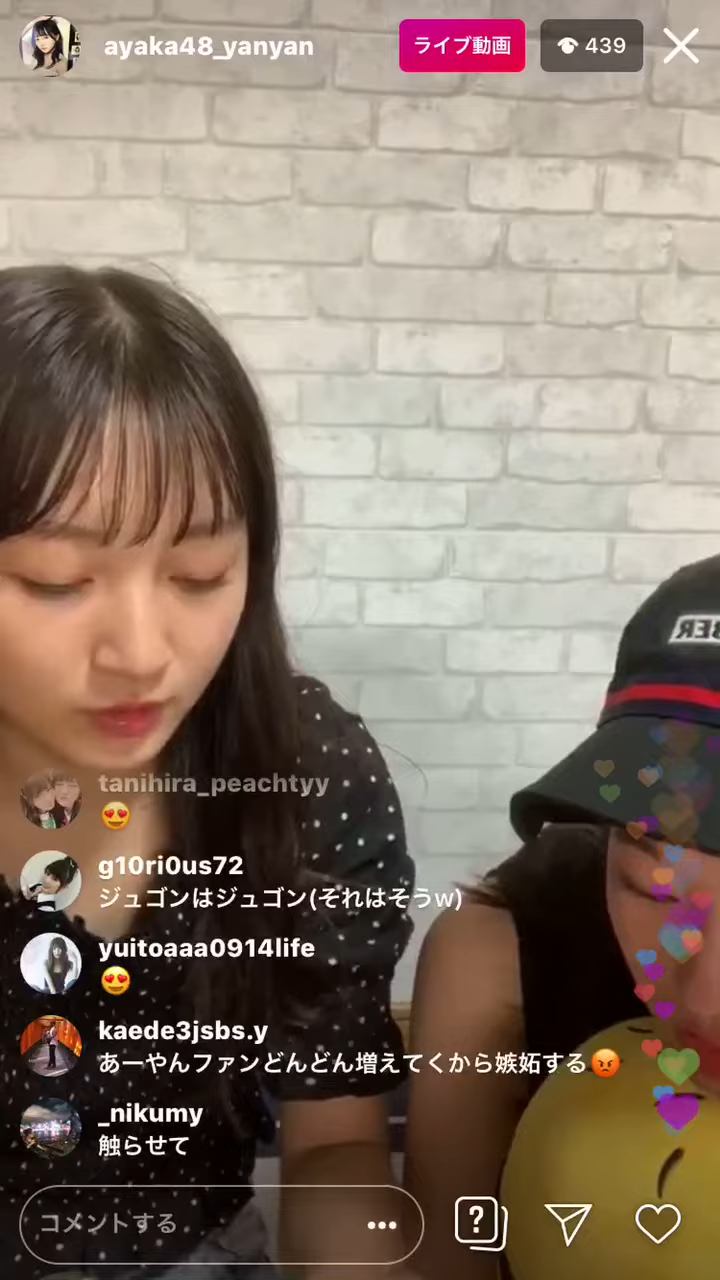 ayaka48_yanyan
ライブ動画
439
tanihira_peachtyy
😍
g10ri0us72
ジュゴンはジュゴン(それはそうw)
yuitoaaa0914life
😍
kaede3jsbs.y
あーやんファンどんどん増えてくから嫉妬する😡
_nikumy
触らせて
コメントする